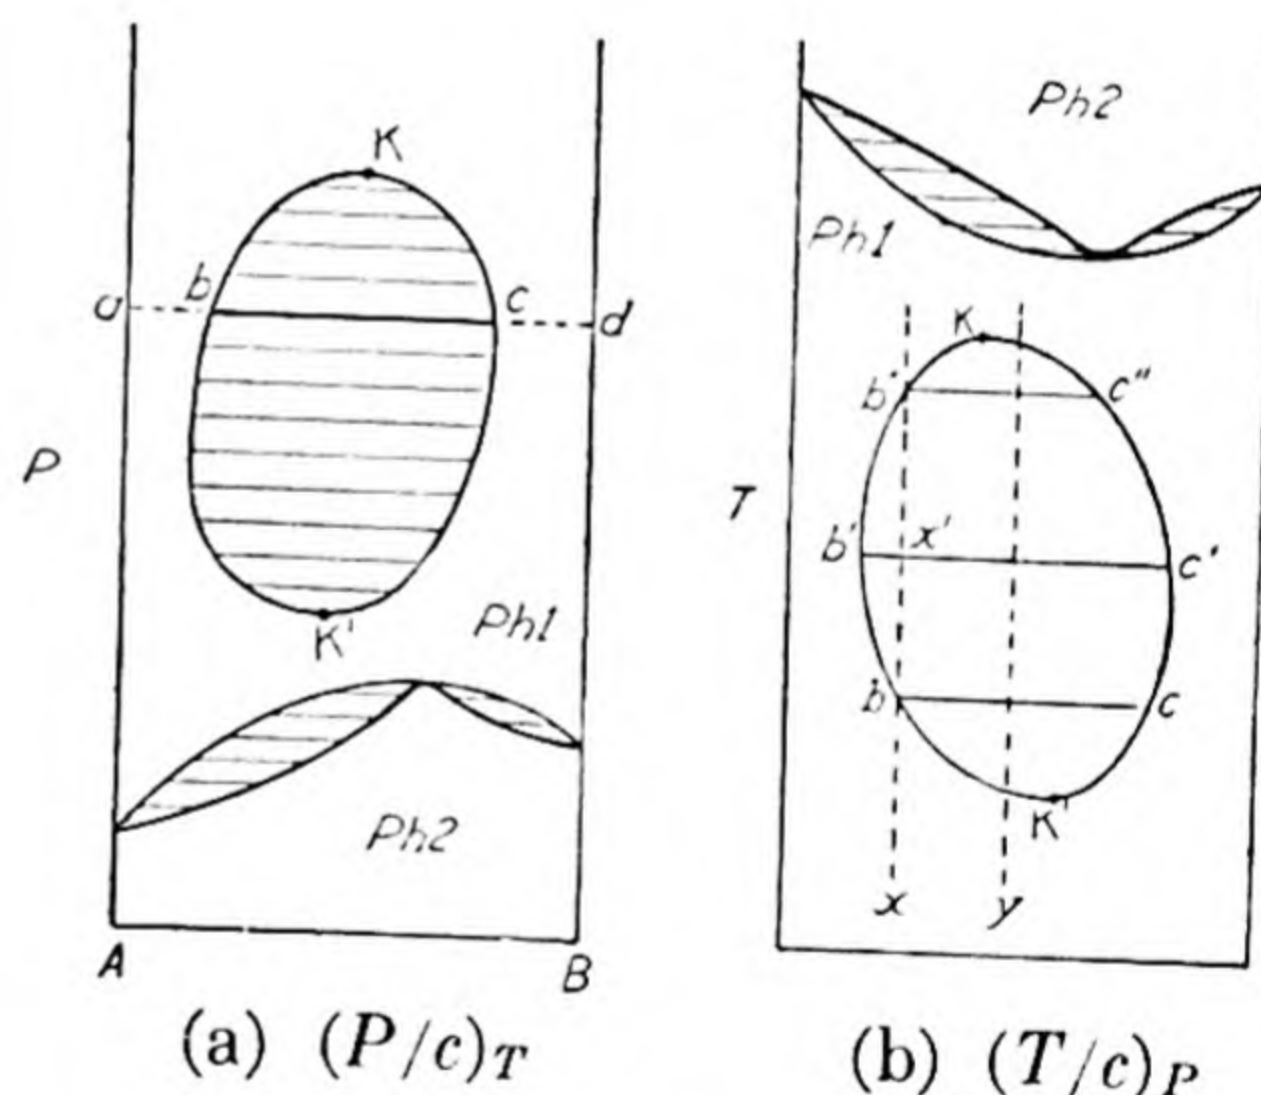 K
a b c d
P
K'
Ph1
Ph2
A B
(a) (P/c)T
Ph2
Ph1
K
b" c"
T
b' x' c'
b c
K'
x y
(b) (T/c)P